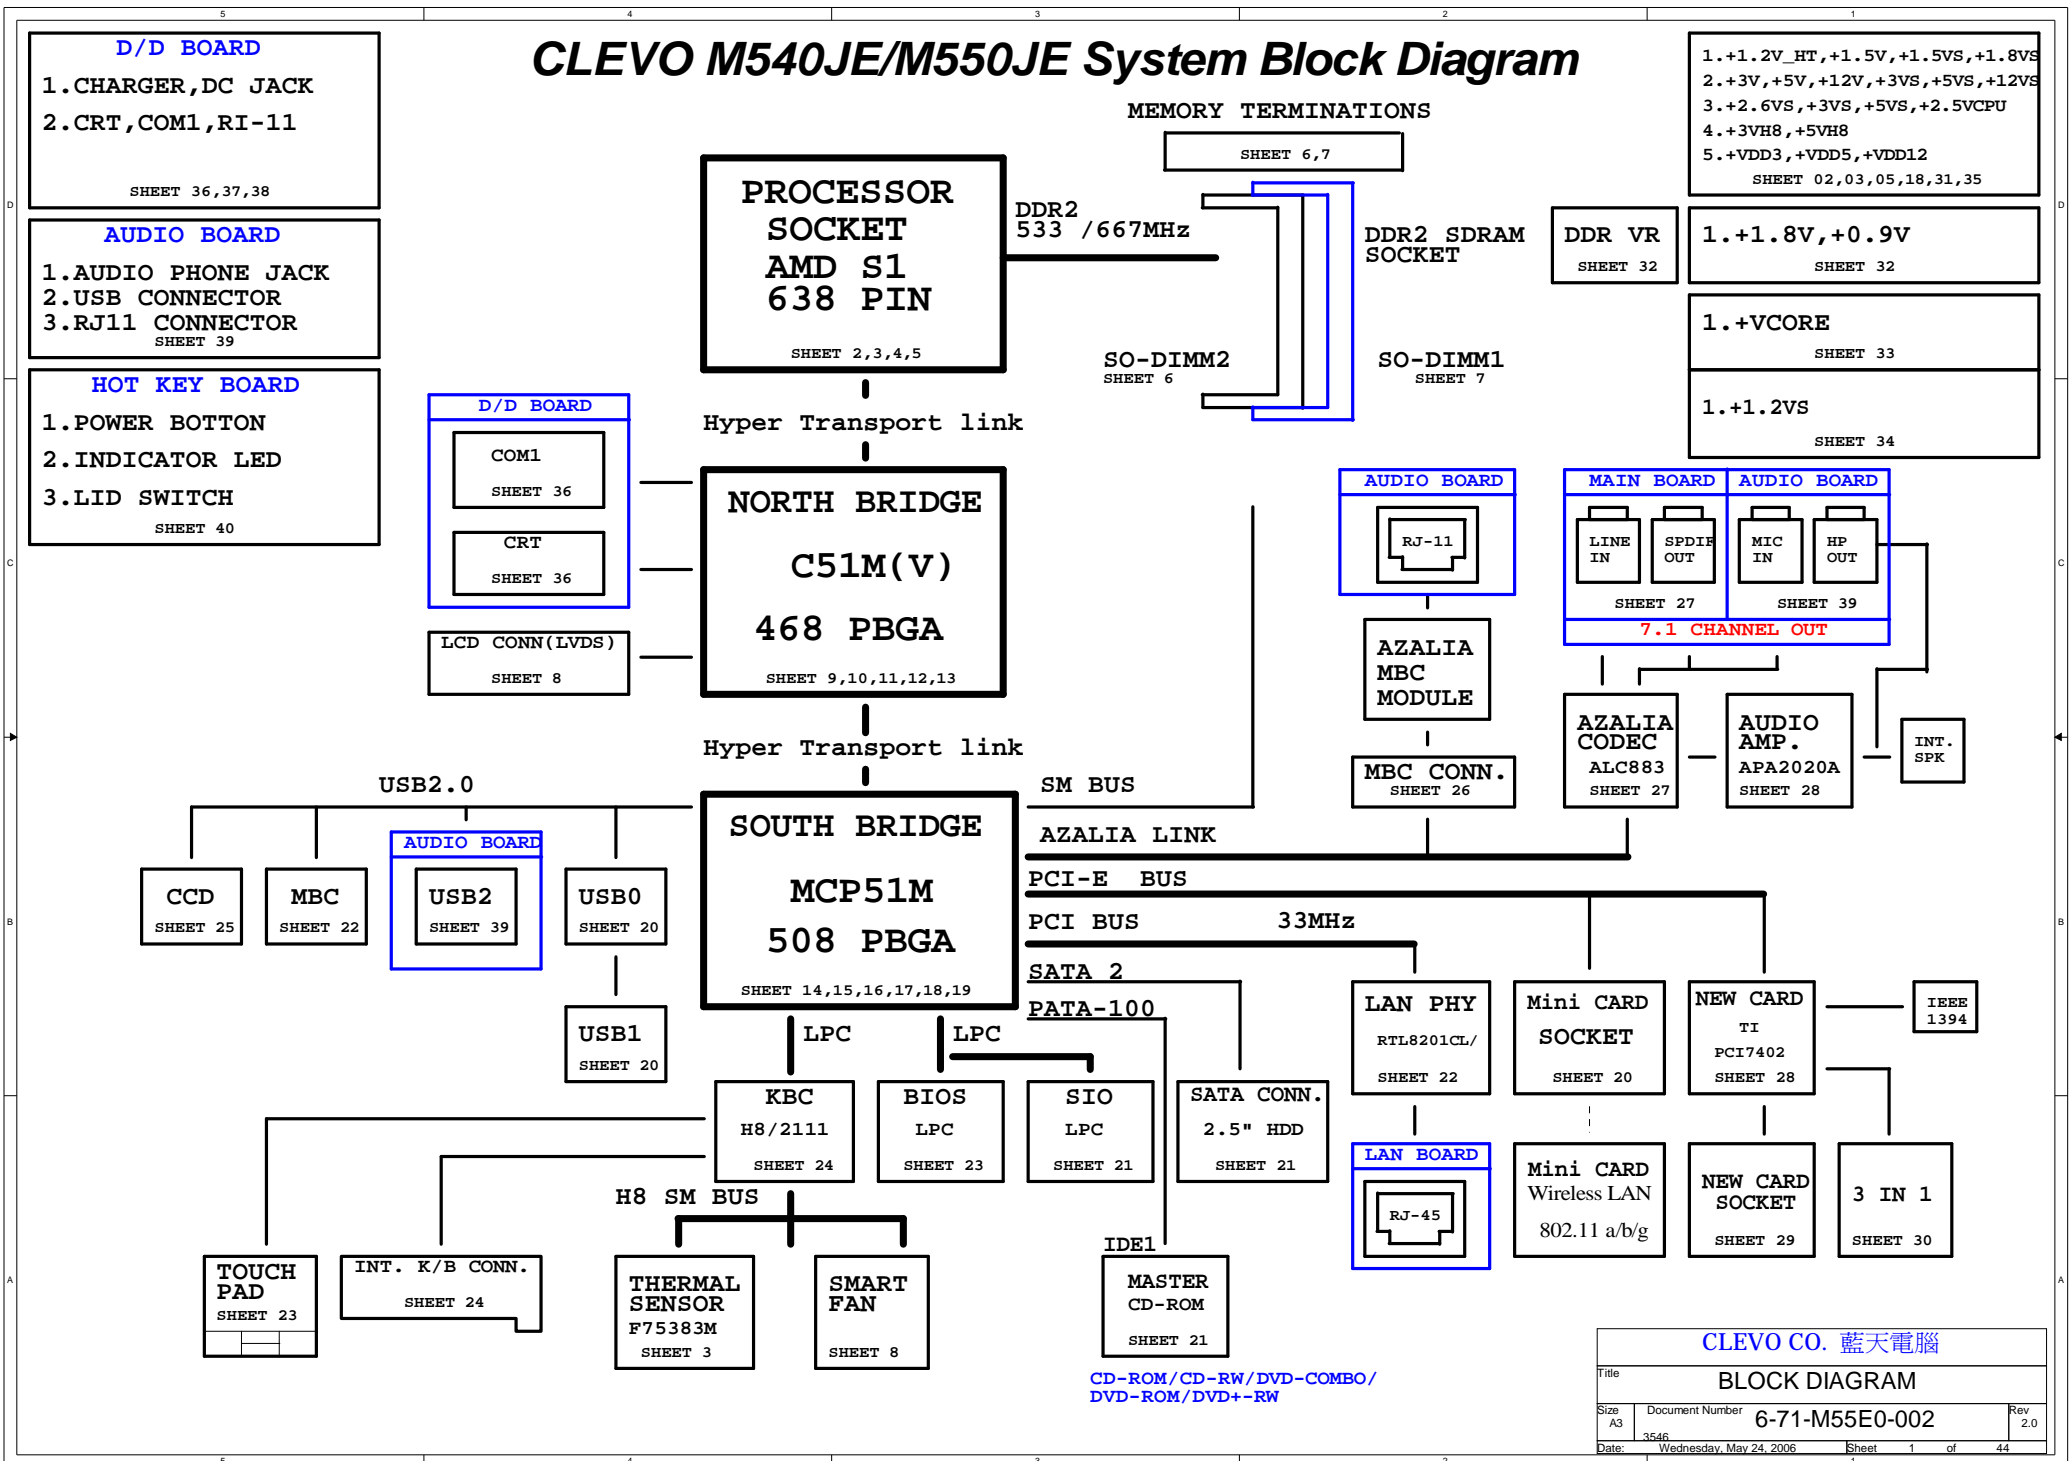 5 4 3 2 1
CLEVO M540JE/M550JE System Block Diagram
D/D BOARD
1.CHARGER,DC JACK
2.CRT,COM1,RI-11
SHEET 36,37,38
AUDIO BOARD
1.AUDIO PHONE JACK
2.USB CONNECTOR
3.RJ11 CONNECTOR
SHEET 39
HOT KEY BOARD
1.POWER BOTTON
2.INDICATOR LED
3.LID SWITCH
SHEET 40
MEMORY TERMINATIONS
SHEET 6,7
PROCESSOR
SOCKET
AMD S1
638 PIN
SHEET 2,3,4,5
DDR2
533 /667MHz
DDR2 SDRAM
SOCKET
SO-DIMM2
SHEET 6
SO-DIMM1
SHEET 7
DDR VR
SHEET 32
1.+1.2V_HT,+1.5V,+1.5VS,+1.8VS
2.+3V,+5V,+12V,+3VS,+5VS,+12VS
3.+2.6VS,+3VS,+5VS,+2.5VCPU
4.+3VH8,+5VH8
5.+VDD3,+VDD5,+VDD12
SHEET 02,03,05,18,31,35
1.+1.8V,+0.9V
SHEET 32
1.+VCORE
SHEET 33
1.+1.2VS
SHEET 34
Hyper Transport link
D/D BOARD
COM1
SHEET 36
CRT
SHEET 36
LCD CONN(LVDS)
SHEET 8
NORTH BRIDGE
C51M(V)
468 PBGA
SHEET 9,10,11,12,13
Hyper Transport link
AUDIO BOARD
RJ-11
AZALIA
MBC
MODULE
MBC CONN.
SHEET 26
MAIN BOARD
AUDIO BOARD
LINE
IN
SPDIF
OUT
MIC
IN
HP
OUT
SHEET 27
SHEET 39
7.1 CHANNEL OUT
AZALIA
CODEC
ALC883
SHEET 27
AUDIO
AMP.
APA2020A
SHEET 28
INT.
SPK
USB2.0
CCD
SHEET 25
MBC
SHEET 22
AUDIO BOARD
USB2
SHEET 39
USB0
SHEET 20
USB1
SHEET 20
SOUTH BRIDGE
MCP51M
508 PBGA
SHEET 14,15,16,17,18,19
SM BUS
AZALIA LINK
PCI-E BUS
PCI BUS
33MHz
SATA 2
PATA-100
LPC
LPC
LAN PHY
RTL8201CL/
SHEET 22
Mini CARD
SOCKET
SHEET 20
NEW CARD
TI
PCI7402
SHEET 28
IEEE
1394
KBC
H8/2111
SHEET 24
BIOS
LPC
SHEET 23
SIO
LPC
SHEET 21
SATA CONN.
2.5" HDD
SHEET 21
LAN BOARD
RJ-45
Mini CARD
Wireless LAN
802.11 a/b/g
NEW CARD
SOCKET
SHEET 29
3 IN 1
SHEET 30
H8 SM BUS
TOUCH
PAD
SHEET 23
INT. K/B CONN.
SHEET 24
THERMAL
SENSOR
F75383M
SHEET 3
SMART
FAN
SHEET 8
IDE1
MASTER
CD-ROM
SHEET 21
CD-ROM/CD-RW/DVD-COMBO/
DVD-ROM/DVD+-RW
CLEVO CO. 藍天電腦
Title
BLOCK DIAGRAM
Size
A3
Document Number
6-71-M55E0-002
3546
Rev
2.0
Date: Wednesday, May 24, 2006
Sheet 1 of 44
D D
C C
B B
A A
5 4 3 2 1